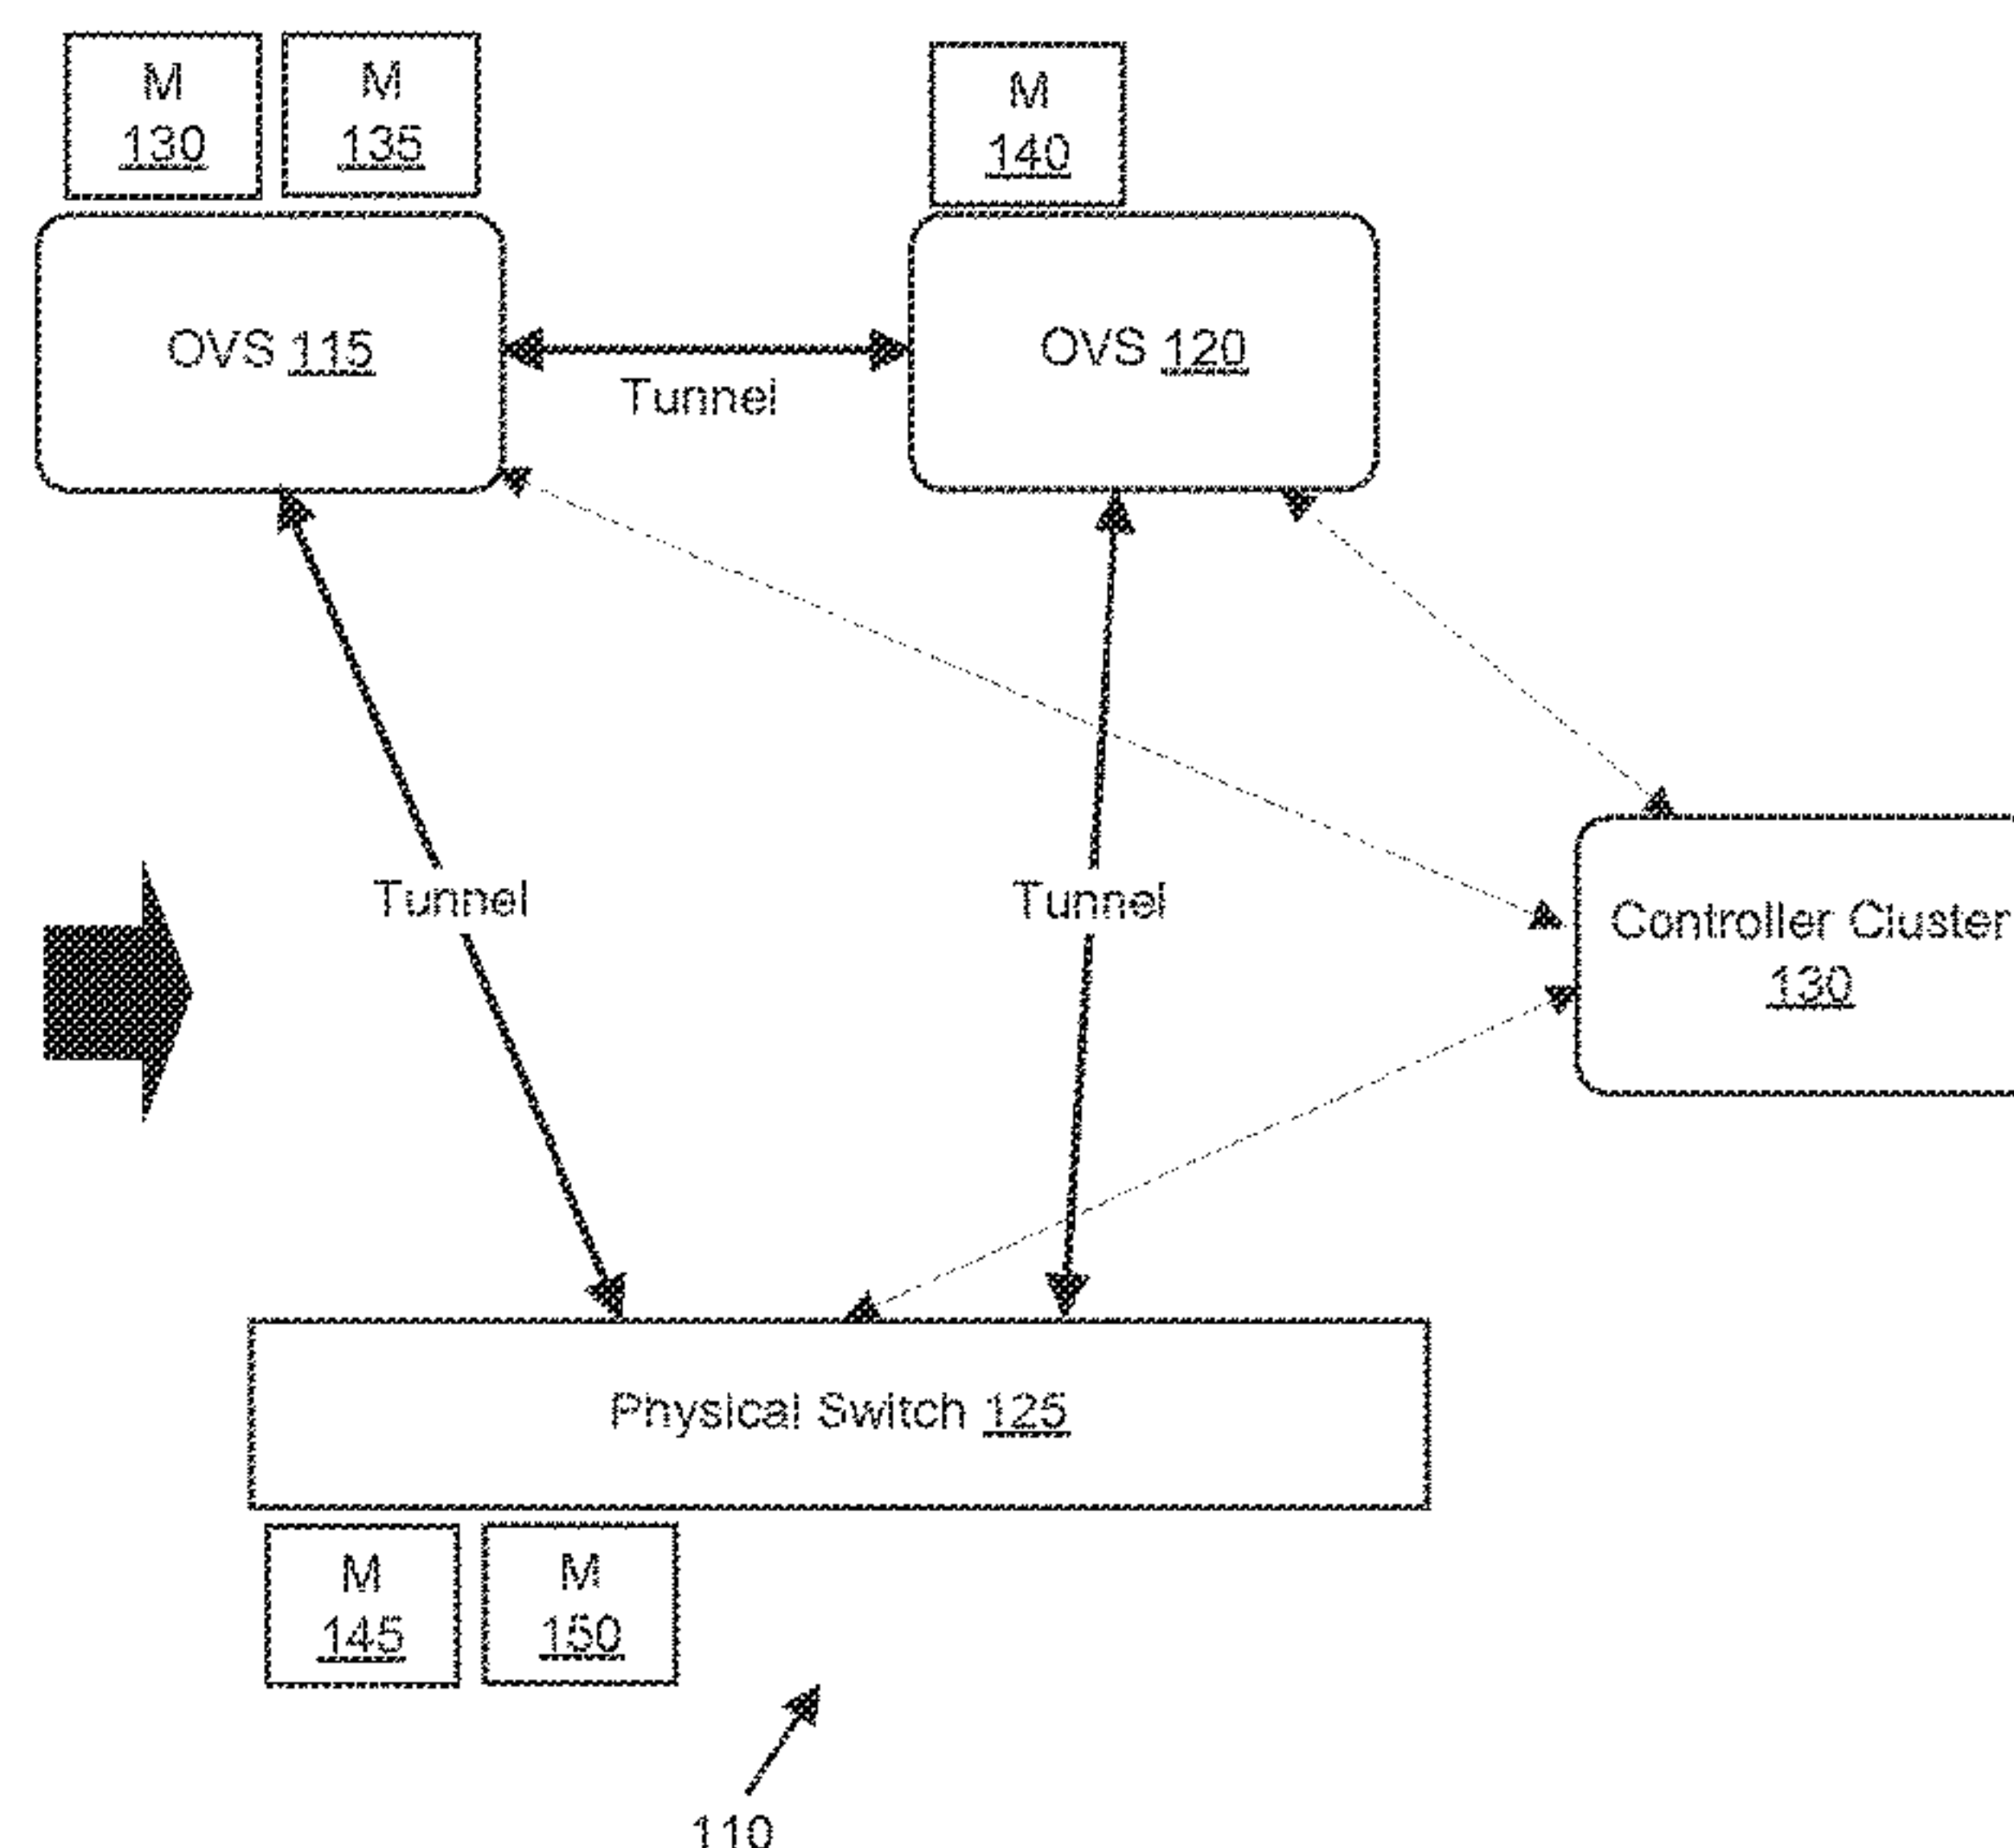 M
130
M
135
M
140
OVS 115
OVS 120
Tunnel
Tunnel
Tunnel
Controller Cluster
130
Physical Switch 125
M
145
M
150
110